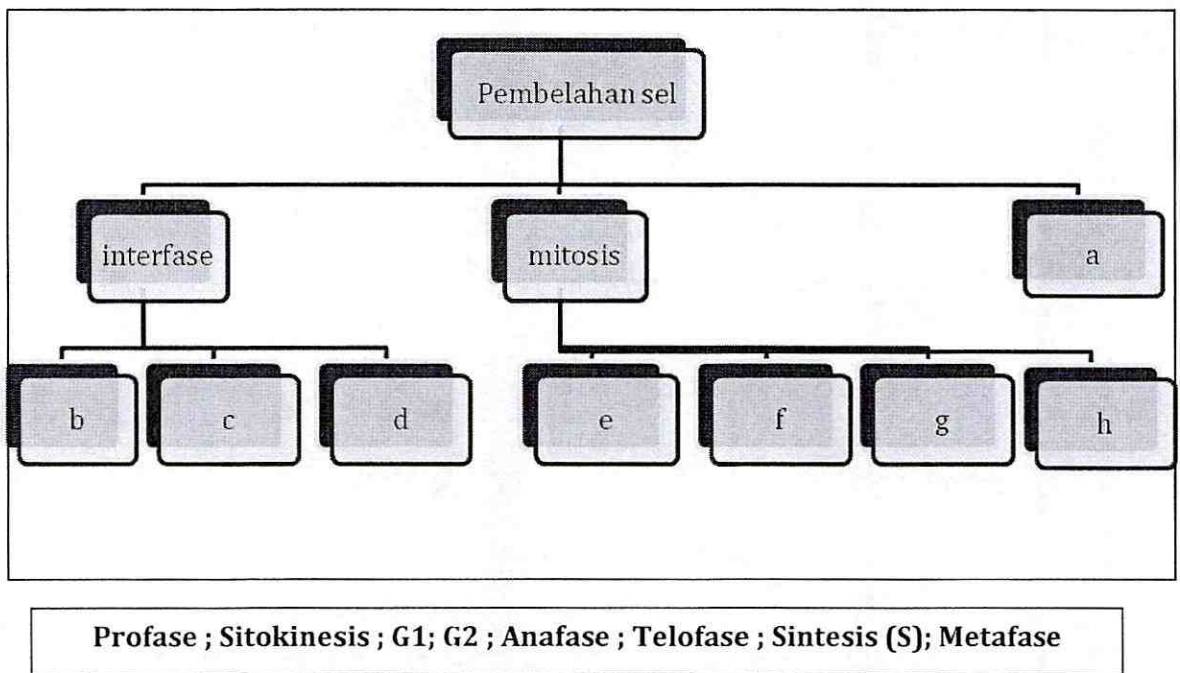 Pembelahan sel
interfase
mitosis
a
b
c
d
e
f
g
h
Profase ; Sitokinesis ; G1; G2 ; Anafase ; Telofase ; Sintesis (S); Metafase